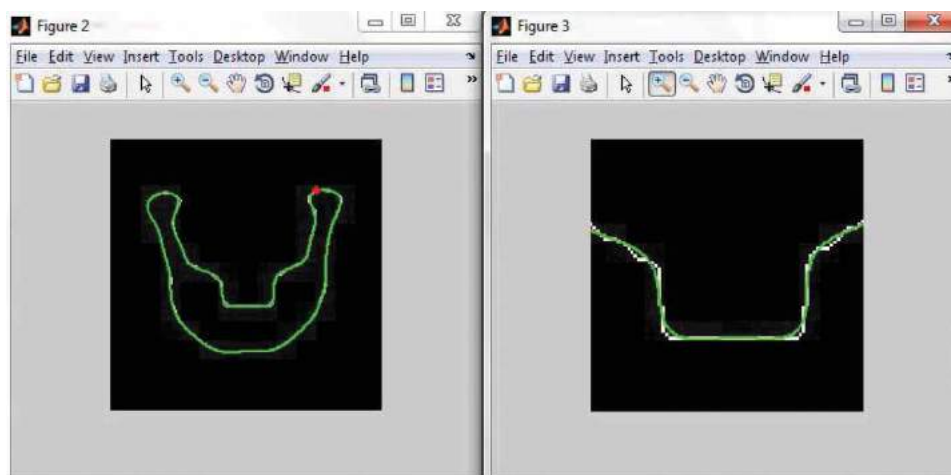 Figure 2
File Edit View Insert Tools Desktop Window Help
Figure 3
File Edit View Insert Tools Desktop Window Help